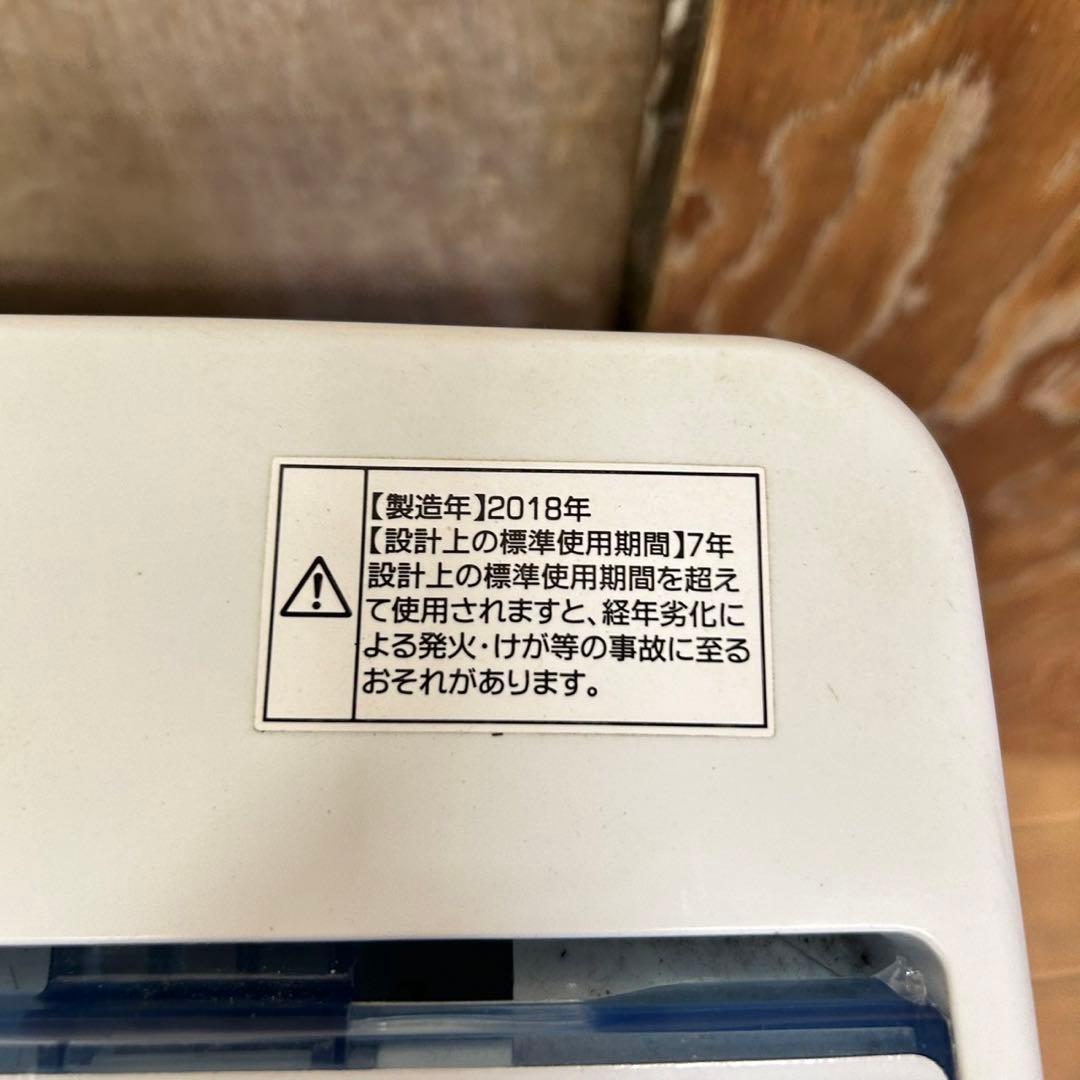 【製造年】2018年
【設計上の標準使用期間】7年
設計上の標準使用期間を超え
て使用されますと、経年劣化に
よる発火・けが等の事故に至る
おそれがあります。